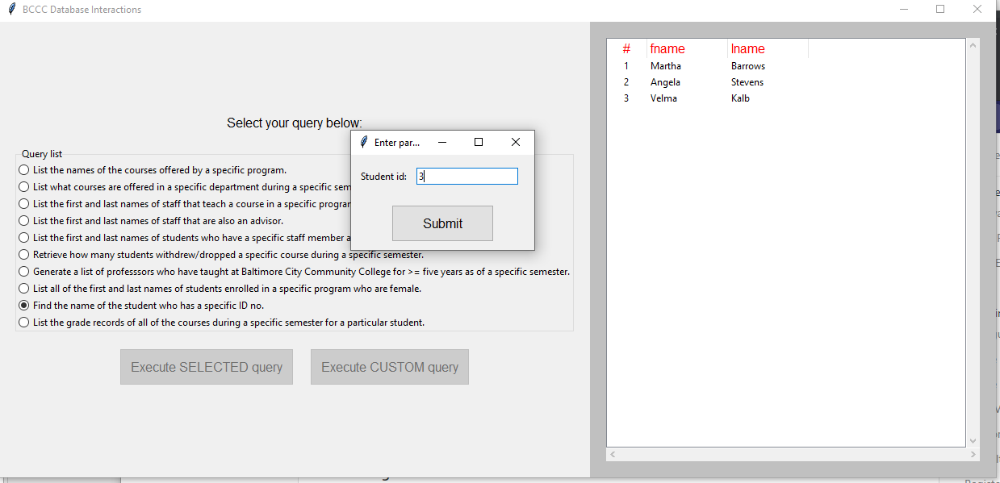 BCCC Database Interactions
Select your query below:
Query list
List the names of the courses offered by a specific program.
List what courses are offered in a specific department during a specific sem
List the first and last names of staff that teach a course in a specific program
List the first and last names of staff that are also an advisor.
List the first and last names of students who have a specific staff member a
Retrieve how many students withdrew/dropped a specific course during a specific semester.
Generate a list of professsors who have taught at Baltimore City Community College for >= five years as of a specific semester.
List all of the first and last names of students enrolled in a specific program who are female.
Find the name of the student who has a specific ID no.
List the grade records of all of the courses during a specific semester for a particular student.
Execute SELECTED query Execute CUSTOM query
Enter par...
Student id: 3
Submit
# fname lname
1 Martha Barrows
2 Angela Stevens
3 Velma Kalb